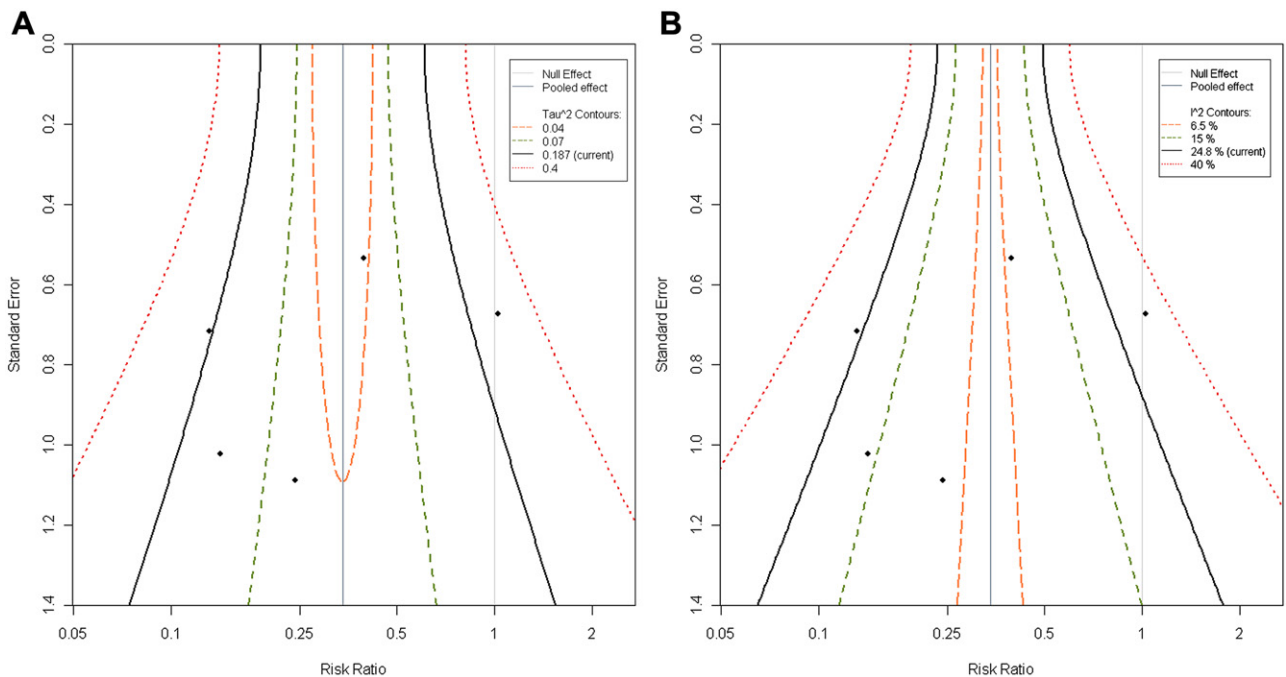 A
0.0
0.2
0.4
0.6
0.8
1.0
1.2
1.4
Standard Error
Null Effect
Pooled effect
Tau^2 Contours:
0.04
0.07
0.187 (current)
0.4
0.05
0.1
0.25
0.5
1
2
Risk Ratio
B
0.0
0.2
0.4
0.6
0.8
1.0
1.2
1.4
Standard Error
Null Effect
Pooled effect
I^2 Contours:
6.5 %
15 %
24.8 % (current)
40 %
0.05
0.1
0.25
0.5
1
2
Risk Ratio